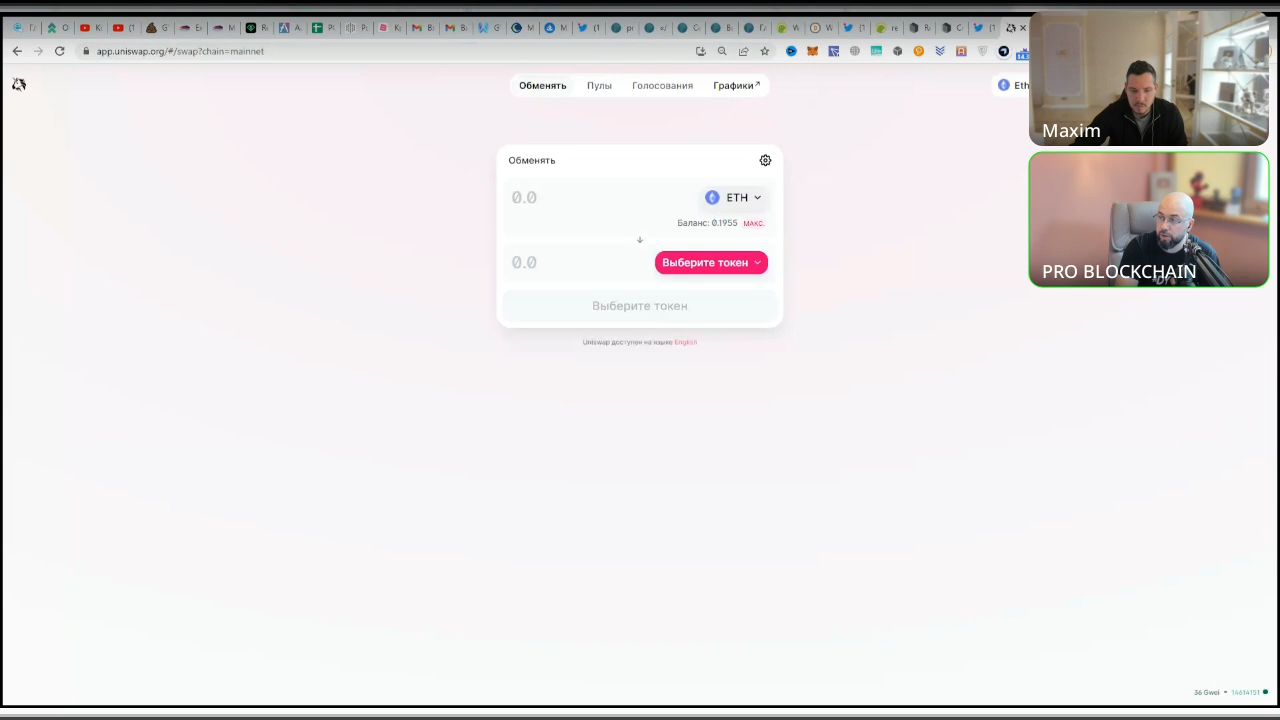 app.uniswap.org/#/swap?chain=mainnet
Обменять Пулы Голосования Графики↗
Eth
Обменять
0.0 ETH
Баланс: 0.1955 МАКС.
0.0 Выберите токен
Выберите токен
Uniswap доступен на языке English
Maxim
PRO BLOCKCHAIN
36 Gwei • 14614151